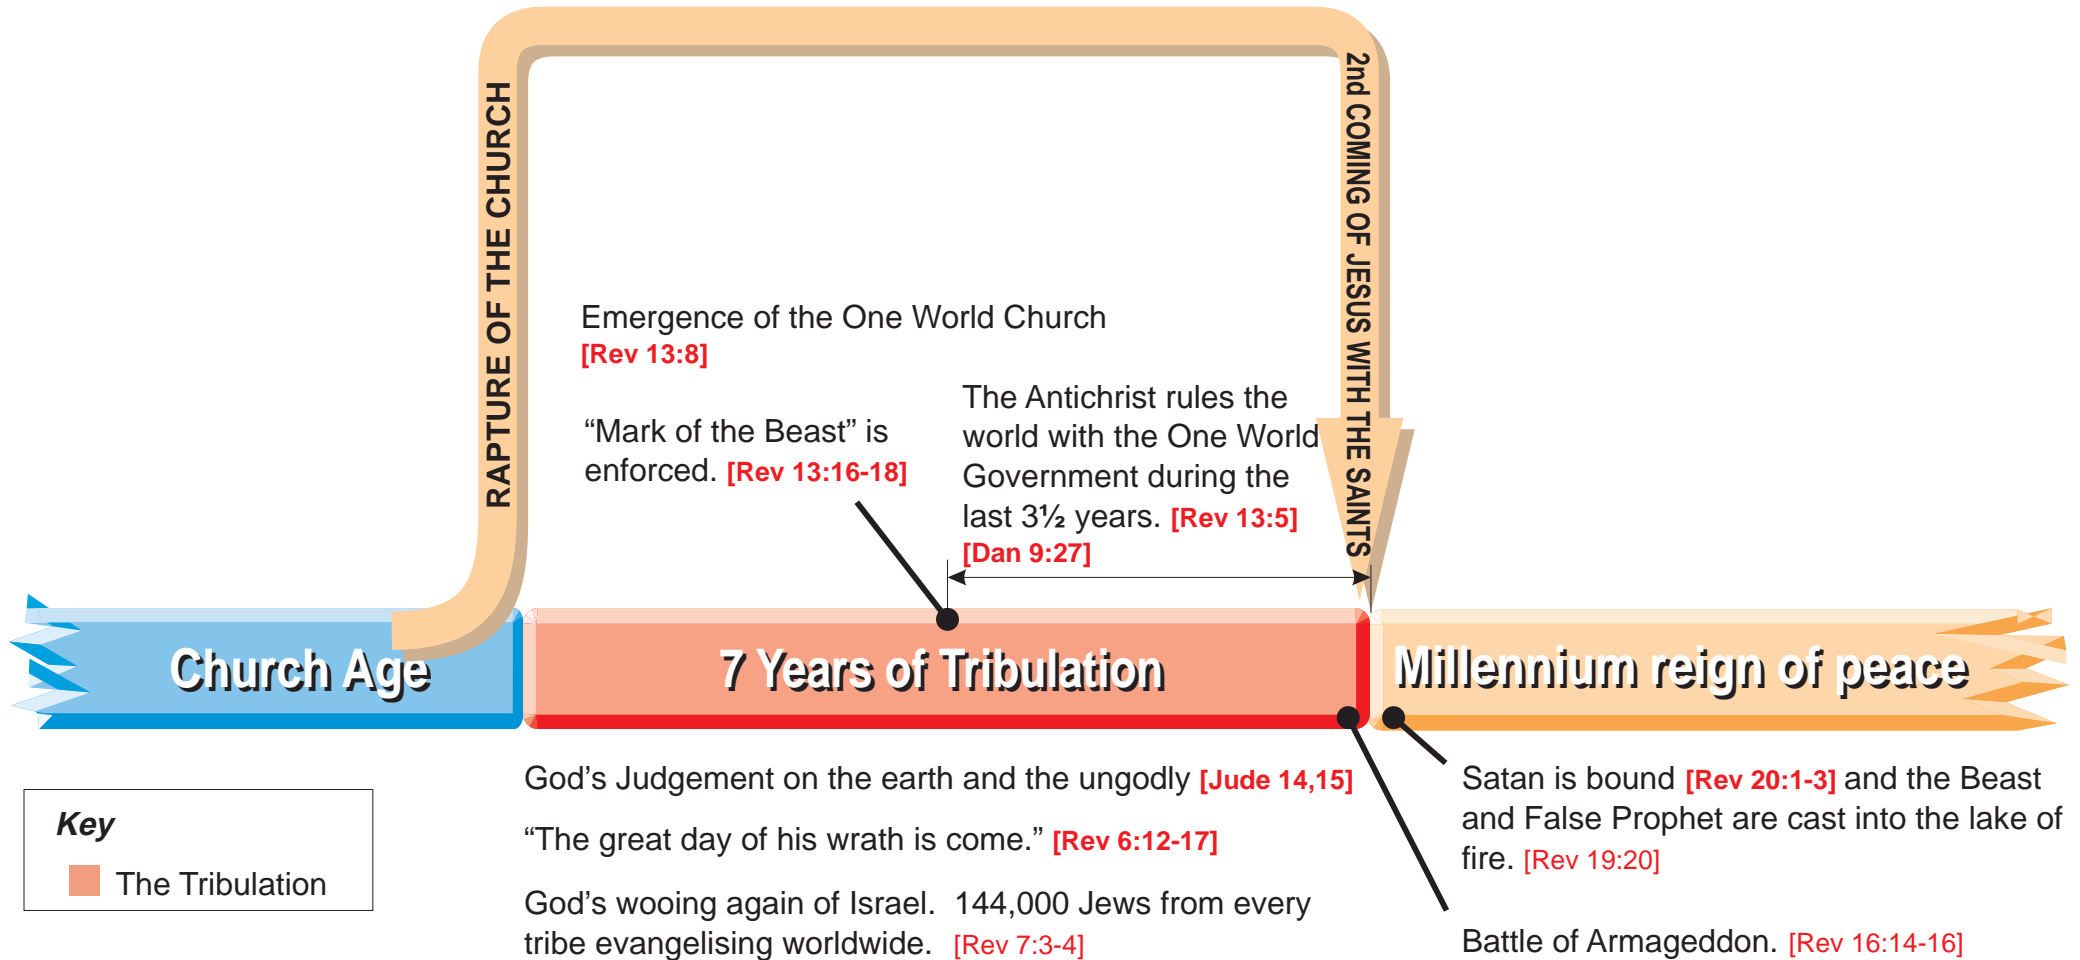 RAPTURE OF THE CHURCH
2nd COMING OF JESUS WITH THE SAINTS
Emergence of the One World Church
[Rev 13:8]
“Mark of the Beast” is
enforced. [Rev 13:16-18]
The Antichrist rules the
world with the One World
Government during the
last 3½ years. [Rev 13:5]
[Dan 9:27]
Church Age
7 Years of Tribulation
Millennium reign of peace
Key
The Tribulation
God’s Judgement on the earth and the ungodly [Jude 14,15]
“The great day of his wrath is come.” [Rev 6:12-17]
God’s wooing again of Israel. 144,000 Jews from every
tribe evangelising worldwide. [Rev 7:3-4]
Satan is bound [Rev 20:1-3] and the Beast
and False Prophet are cast into the lake of
fire. [Rev 19:20]
Battle of Armageddon. [Rev 16:14-16]